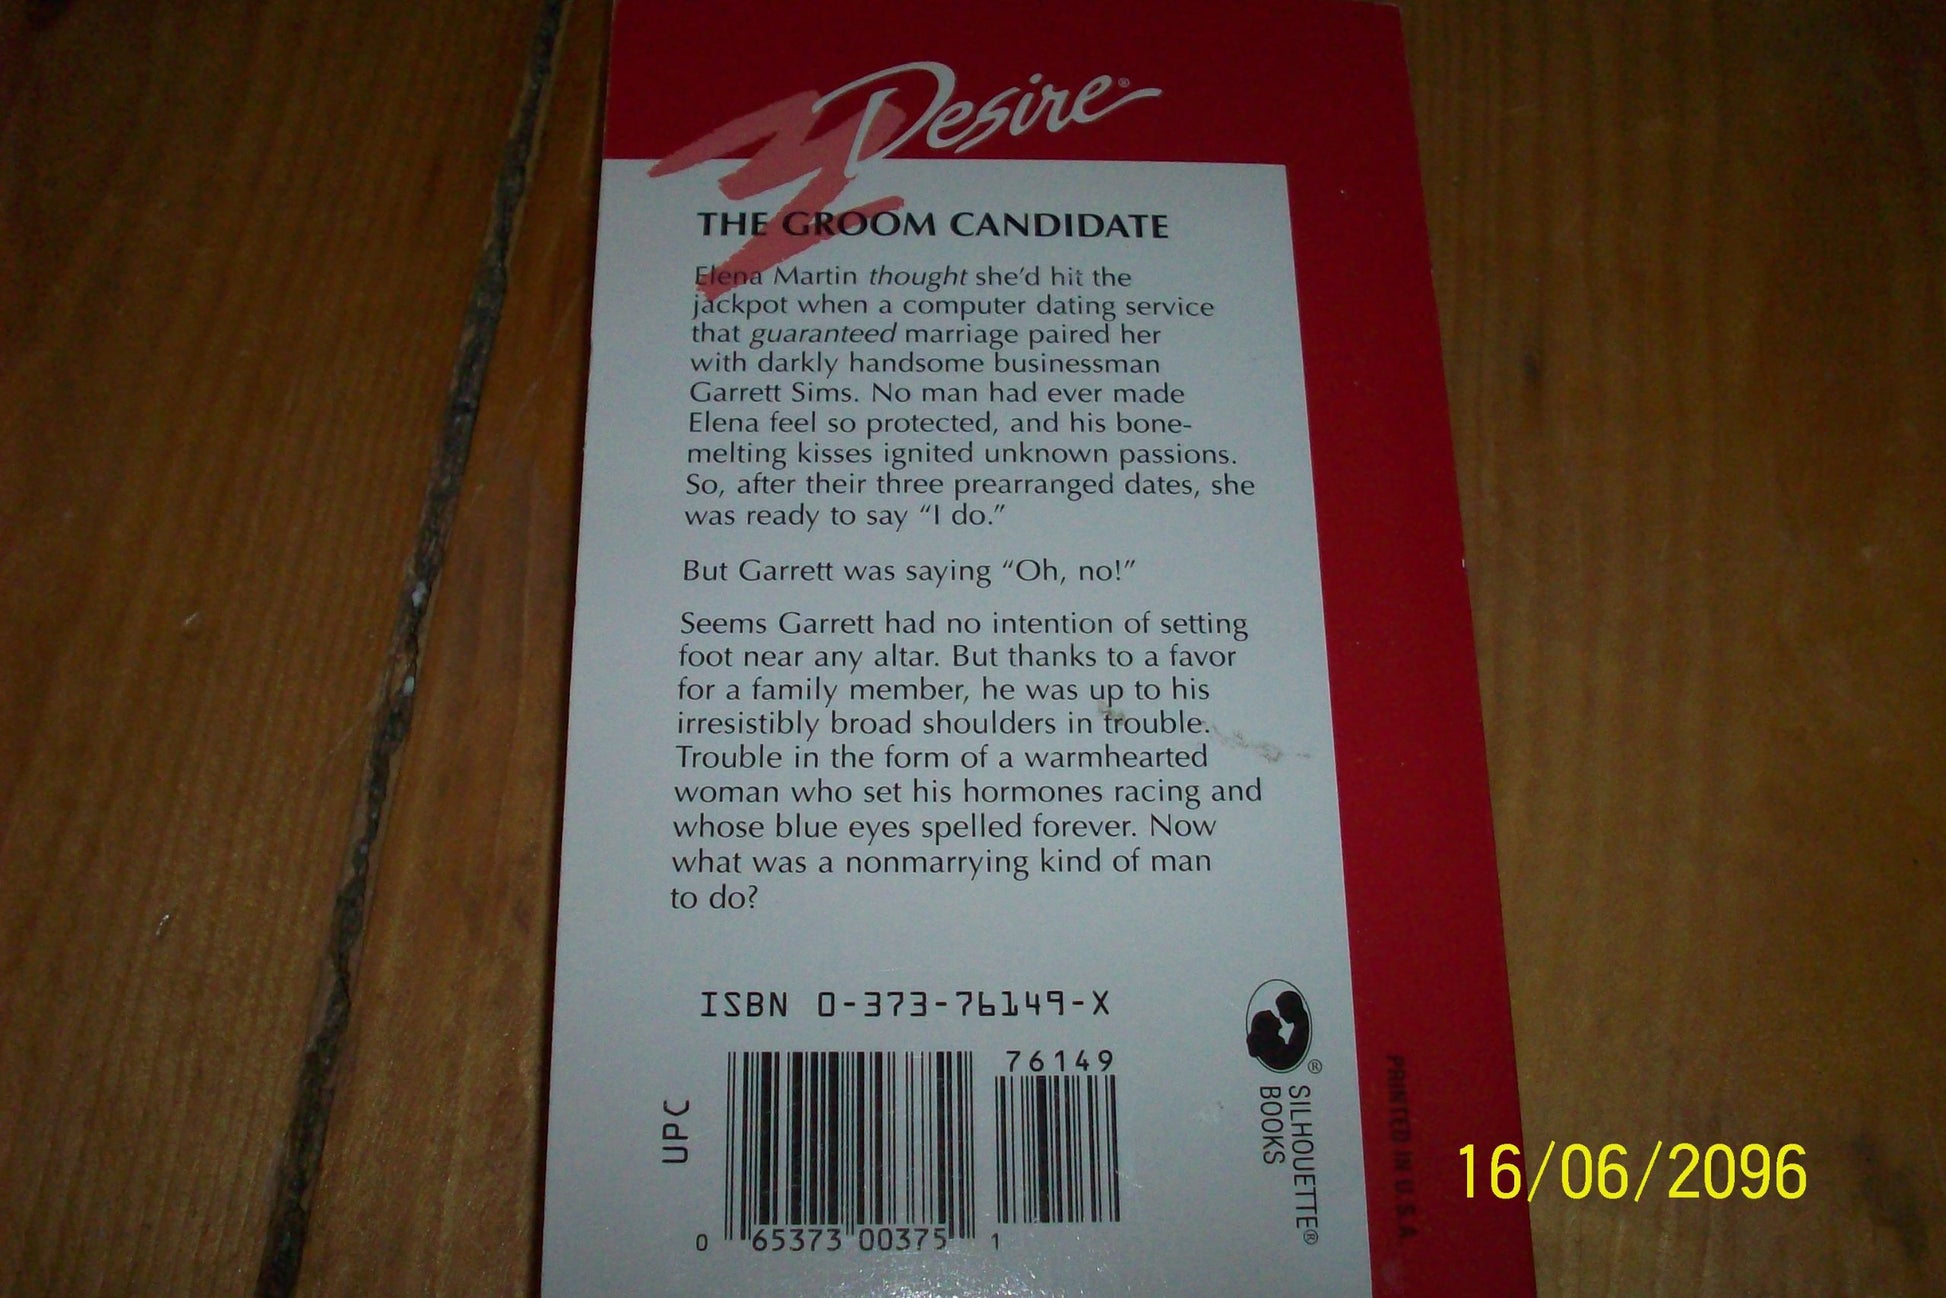 Desire®
THE GROOM CANDIDATE
Elena Martin thought she'd hit the
jackpot when a computer dating service
that guaranteed marriage paired her
with darkly handsome businessman
Garrett Sims. No man had ever made
Elena feel so protected, and his bone-
melting kisses ignited unknown passions.
So, after their three prearranged dates, she
was ready to say “I do.”
But Garrett was saying “Oh, no!”
Seems Garrett had no intention of setting
foot near any altar. But thanks to a favor
for a family member, he was up to his
irresistibly broad shoulders in trouble.
Trouble in the form of a warmhearted
woman who set his hormones racing and
whose blue eyes spelled forever. Now
what was a nonmarrying kind of man
to do?
ISBN 0-373-76149-X
76149
UPC
0 65373 00375 1
SILHOUETTE®
BOOKS
®
PRINTED IN U.S.A.
16/06/2096